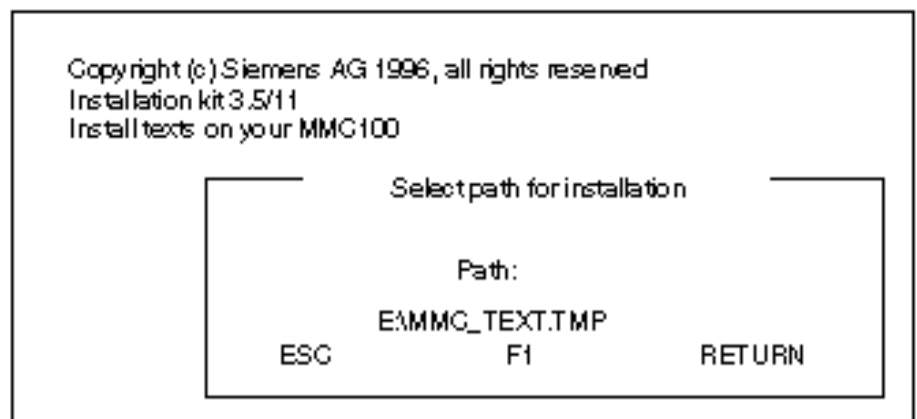 Copyright (c) Siemens AG 1996, all rights reserved
Installation kit 3.5/11
Install texts on your MMC100
Select path for installation
Path:
E:\MMC_TEXT.TMP
ESC F1 RETURN